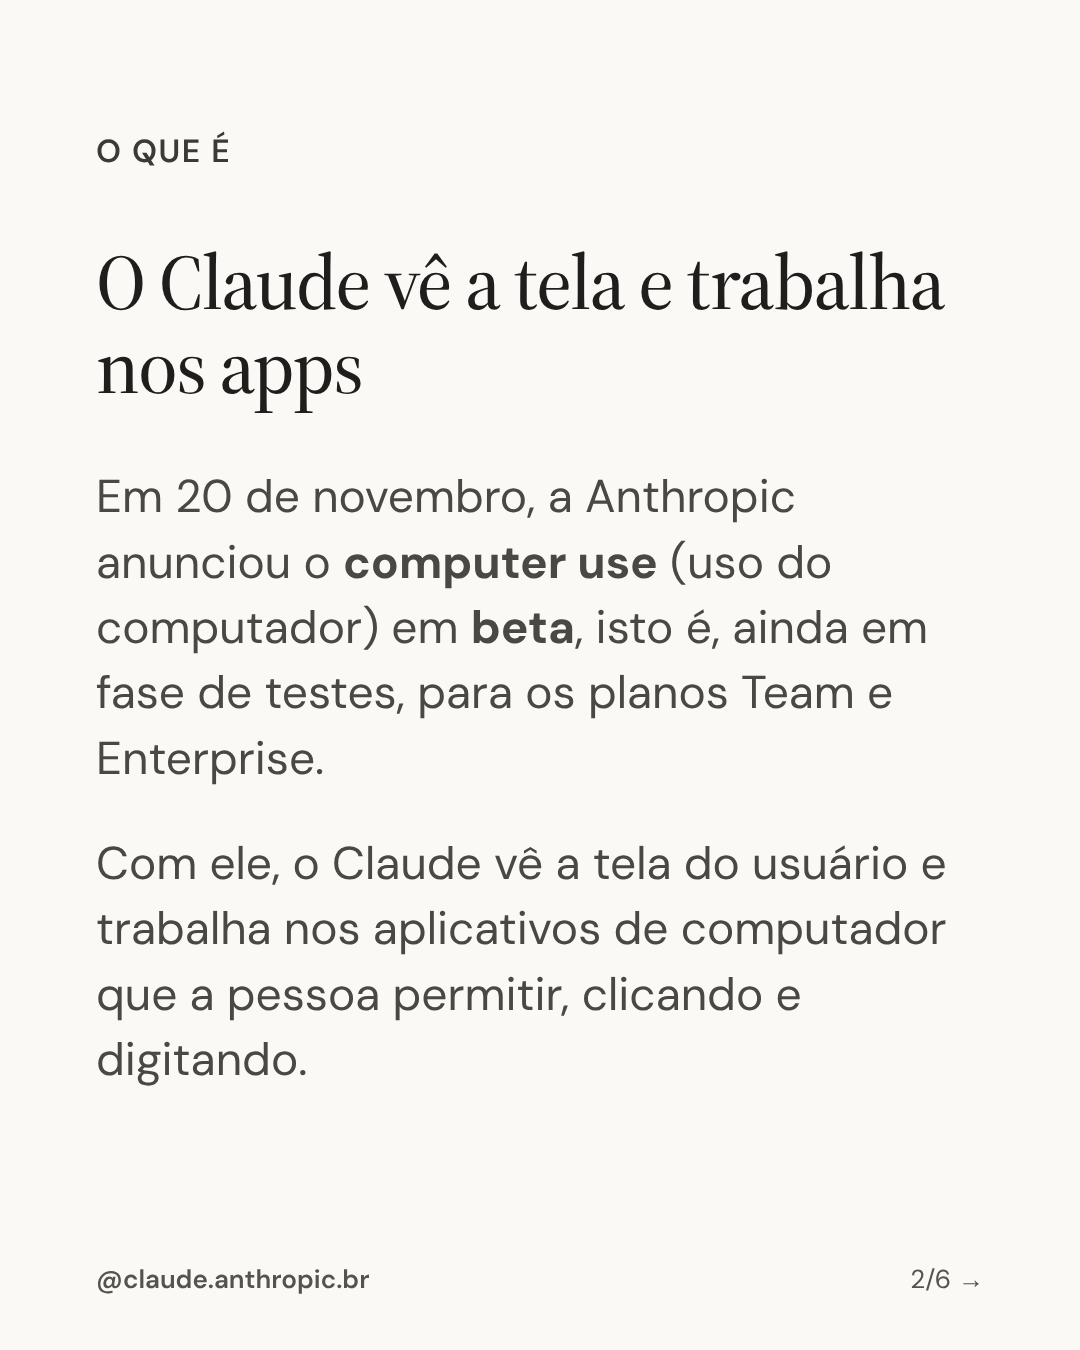 O QUE É
O Claude vê a tela e trabalha
nos apps
Em 20 de novembro, a Anthropic
anunciou o computer use (uso do
computador) em beta, isto é, ainda em
fase de testes, para os planos Team e
Enterprise.
Com ele, o Claude vê a tela do usuário e
trabalha nos aplicativos de computador
que a pessoa permitir, clicando e
digitando.
@claude.anthropic.br
2/6 →